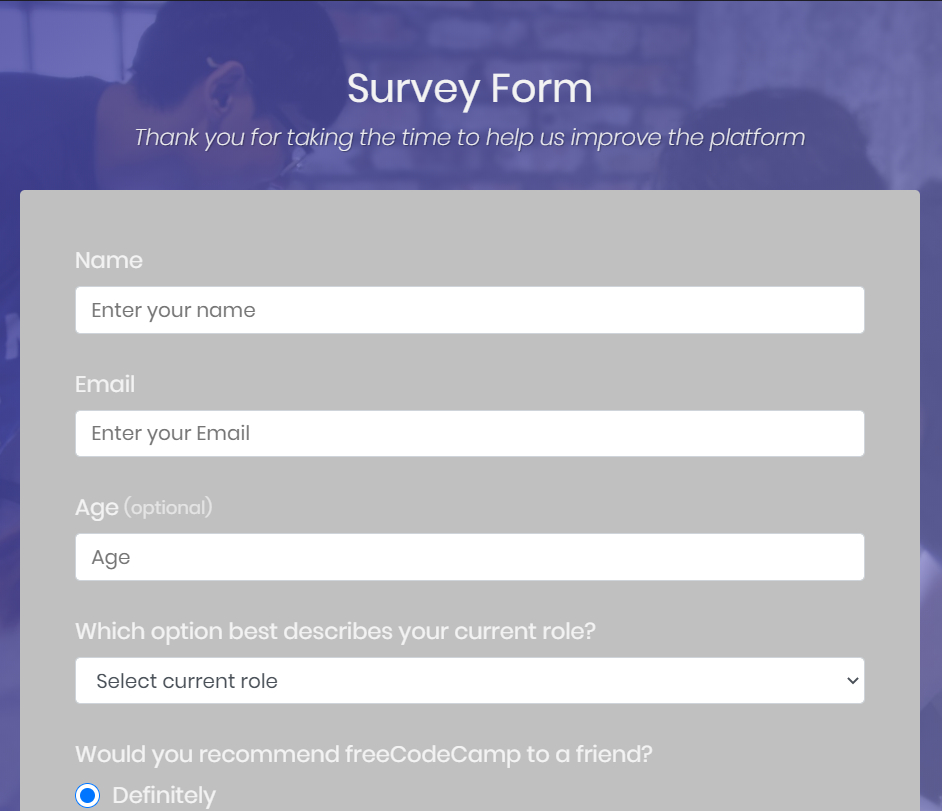 Survey Form
Thank you for taking the time to help us improve the platform
Name
Enter your name
Email
Enter your Email
Age (optional)
Age
Which option best describes your current role?
Select current role
Would you recommend freeCodeCamp to a friend?
Definitely